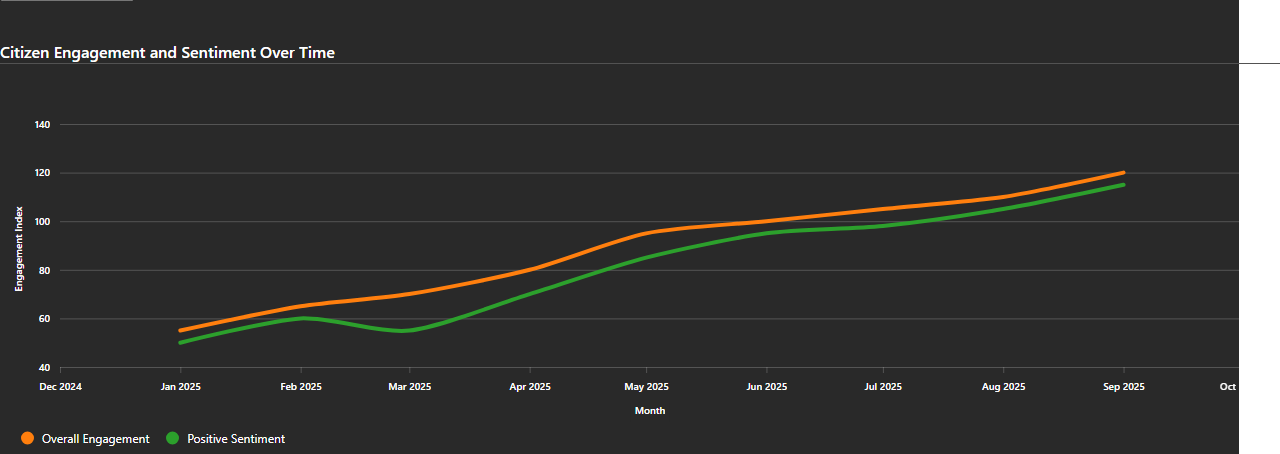 Citizen Engagement and Sentiment Over Time
140
120
100
80
60
40
Engagement Index
Dec 2024 Jan 2025 Feb 2025 Mar 2025 Apr 2025 May 2025 Jun 2025 Jul 2025 Aug 2025 Sep 2025 Oct
Month
Overall Engagement Positive Sentiment